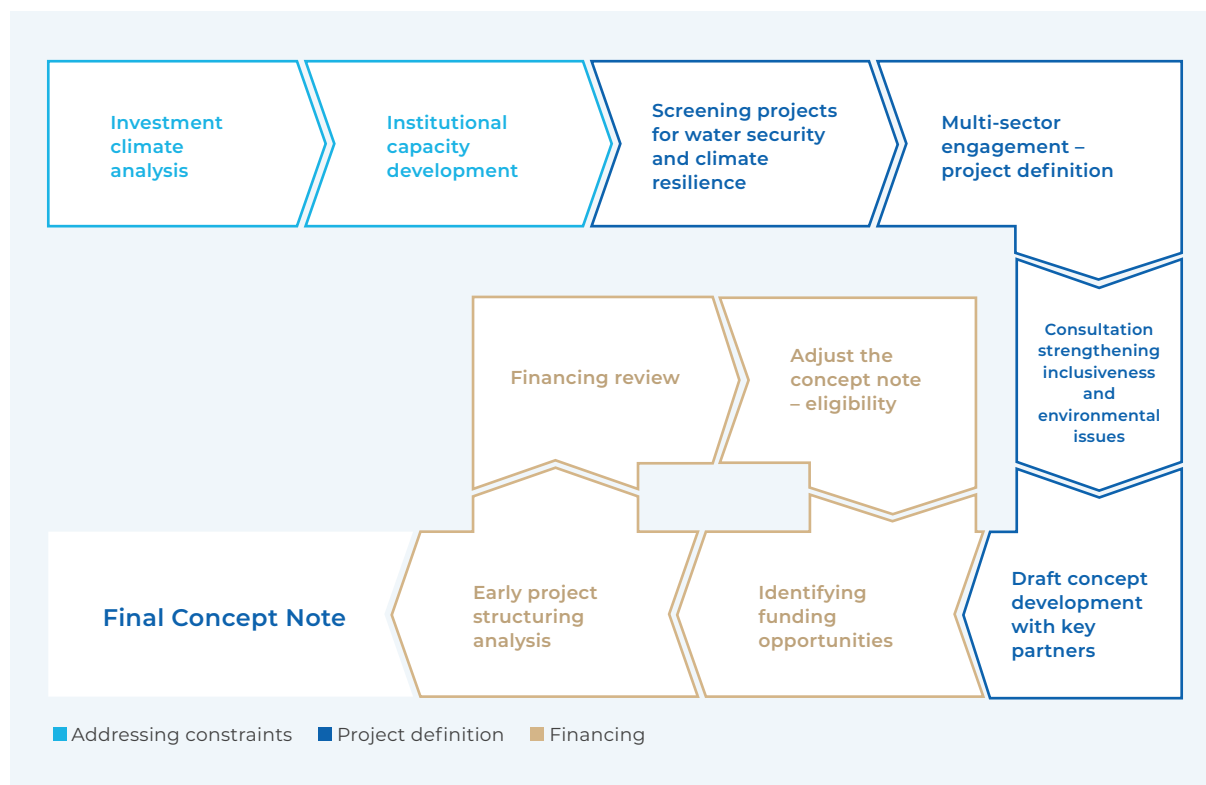 Investment
climate
analysis
Institutional
capacity
development
Screening projects
for water security
and climate
resilience
Multi-sector
engagement –
project definition
Consultation
strengthening
inclusiveness
and
environmental
issues
Draft concept
development
with key
partners
Identifying
funding
opportunities
Early project
structuring
analysis
Financing review
Adjust the
concept note
– eligibility
Final Concept Note
Addressing constraints
Project definition
Financing